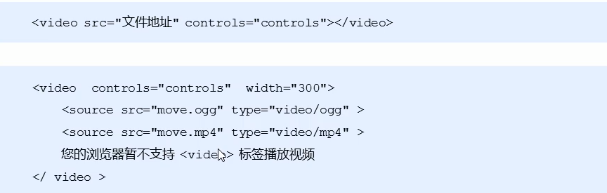 <video src="文件地址" controls="controls"></video>
<video  controls="controls"  width="300">
<source src="move.ogg" type="video/ogg" >
<source src="move.mp4" type="video/mp4" >
您的浏览器暂不支持 <video> 标签播放视频
</ video >